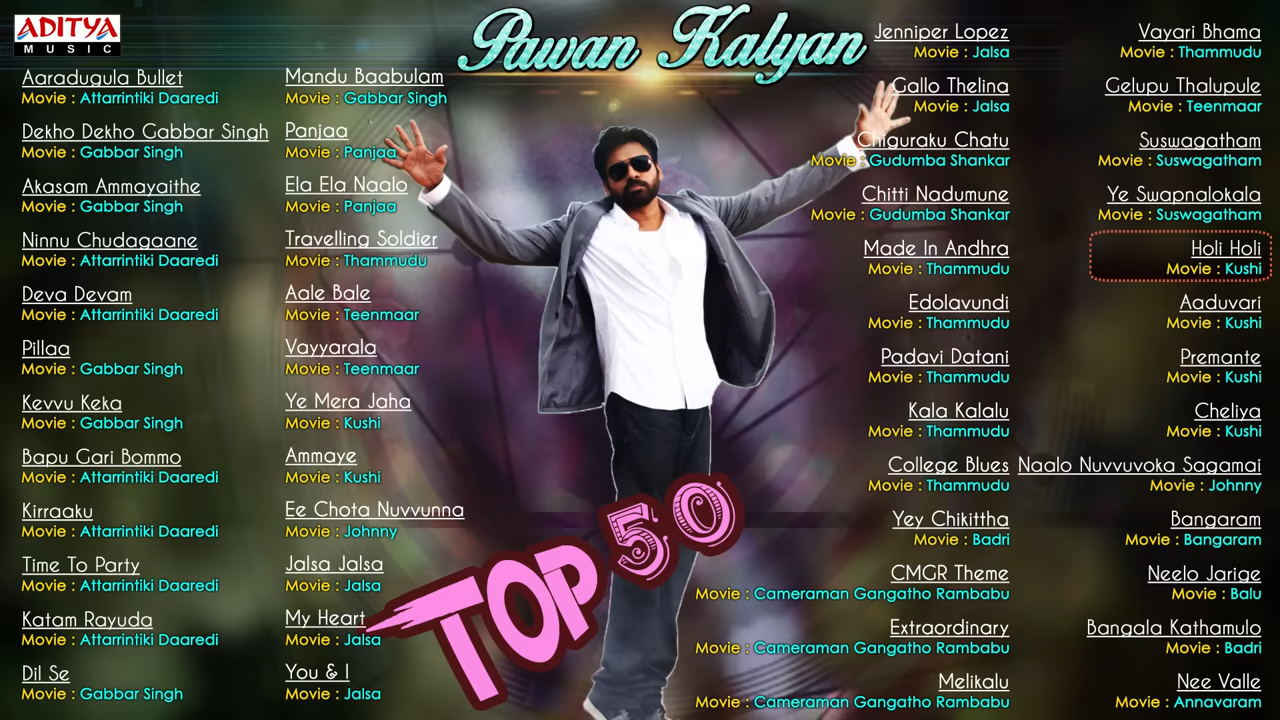 ADITYA
MUSIC
Pawan Kalyan
Aaradugula Bullet
Movie : Attarrintiki Daaredi
Dekho Dekho Gabbar Singh
Movie : Gabbar Singh
Akasam Ammayaithe
Movie : Gabbar Singh
Ninnu Chudagaane
Movie : Attarrintiki Daaredi
Deva Devam
Movie : Attarrintiki Daaredi
Pillaa
Movie : Gabbar Singh
Kevvu Keka
Movie : Gabbar Singh
Bapu Gari Bommo
Movie : Attarrintiki Daaredi
Kirraaku
Movie : Attarrintiki Daaredi
Time To Party
Movie : Attarrintiki Daaredi
Katam Rayuda
Movie : Attarrintiki Daaredi
Dil Se
Movie : Gabbar Singh
Mandu Baabulam
Movie : Gabbar Singh
Panjaa
Movie : Panjaa
Ela Ela Naalo
Movie : Panjaa
Travelling Soldier
Movie : Thammudu
Aale Bale
Movie : Teenmaar
Vayyarala
Movie : Teenmaar
Ye Mera Jaha
Movie : Kushi
Ammaye
Movie : Kushi
Ee Chota Nuvvunna
Movie : Johnny
Jalsa Jalsa
Movie : Jalsa
My Heart
Movie : Jalsa
You & I
Movie : Jalsa
TOP 50
Jenniper Lopez
Movie : Jalsa
Gallo Thelina
Movie : Jalsa
Chiguraku Chatu
Movie : Gudumba Shankar
Chitti Nadumune
Movie : Gudumba Shankar
Made In Andhra
Movie : Thammudu
Edolavundi
Movie : Thammudu
Padavi Datani
Movie : Thammudu
Kala Kalalu
Movie : Thammudu
College Blues
Movie : Thammudu
Yey Chikittha
Movie : Badri
CMGR Theme
Movie : Cameraman Gangatho Rambabu
Extraordinary
Movie : Cameraman Gangatho Rambabu
Melikalu
Movie : Cameraman Gangatho Rambabu
Vayari Bhama
Movie : Thammudu
Gelupu Thalupule
Movie : Teenmaar
Suswagatham
Movie : Suswagatham
Ye Swapnalokala
Movie : Suswagatham
Holi Holi
Movie : Kushi
Aaduvari
Movie : Kushi
Premante
Movie : Kushi
Cheliya
Movie : Kushi
Naalo Nuvvuvoka Sagamai
Movie : Johnny
Bangaram
Movie : Bangaram
Neelo Jarige
Movie : Balu
Bangala Kathamulo
Movie : Badri
Nee Valle
Movie : Annavaram